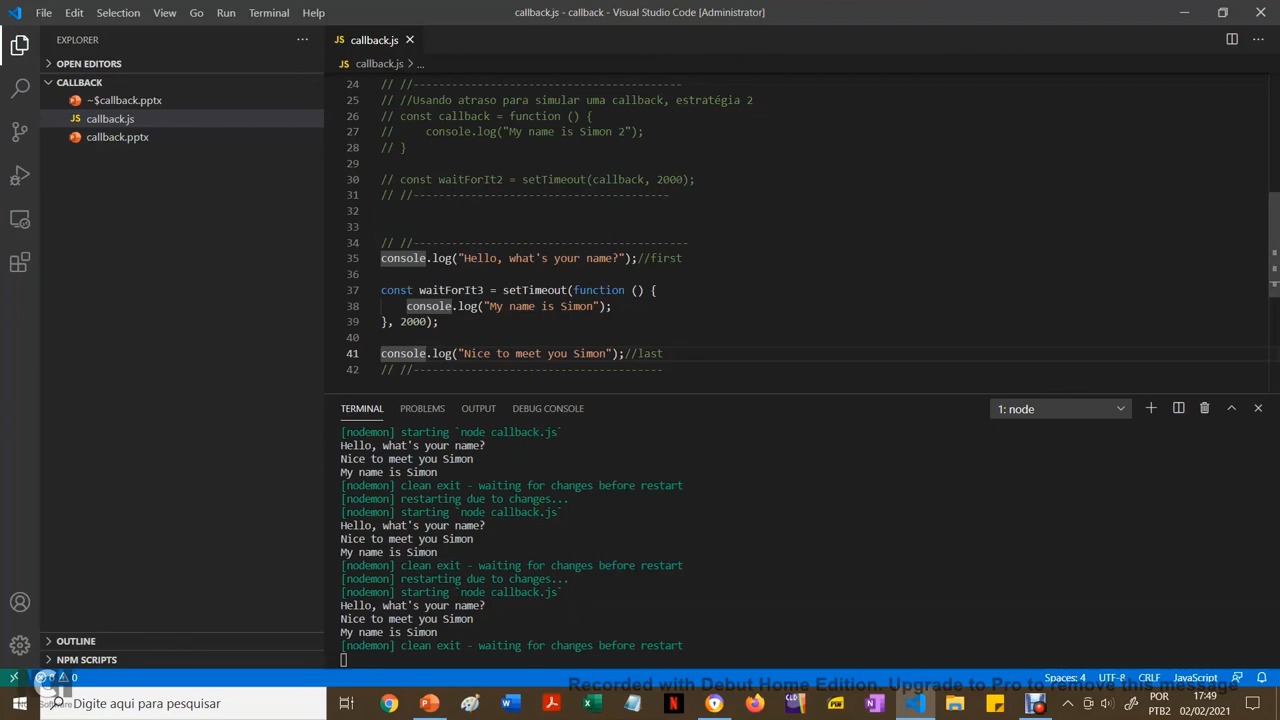 File Edit Selection View Go Run Terminal Help
callback.js - callback - Visual Studio Code [Administrator]
EXPLORER
OPEN EDITORS
CALLBACK
~$callback.pptx
JS callback.js
callback.pptx
OUTLINE
NPM SCRIPTS
JS callback.js
JS callback.js > ...
24 // //-------------------------------------------
25 // //Usando atraso para simular uma callback, estratégia 2
26 // const callback = function () {
27 //     console.log("My name is Simon 2");
28 // }
29
30 // const waitForIt2 = setTimeout(callback, 2000);
31 // //-----------------------------------------
32
33
34 // //--------------------------------------------
35 console.log("Hello, what's your name?");//first
36
37 const waitForIt3 = setTimeout(function () {
38     console.log("My name is Simon");
39 }, 2000);
40
41 console.log("Nice to meet you Simon");//last
42 // //----------------------------------------
TERMINAL PROBLEMS OUTPUT DEBUG CONSOLE
1: node
[nodemon] starting `node callback.js`
Hello, what's your name?
Nice to meet you Simon
My name is Simon
[nodemon] clean exit - waiting for changes before restart
[nodemon] restarting due to changes...
[nodemon] starting `node callback.js`
Hello, what's your name?
Nice to meet you Simon
My name is Simon
[nodemon] clean exit - waiting for changes before restart
[nodemon] restarting due to changes...
[nodemon] starting `node callback.js`
Hello, what's your name?
Nice to meet you Simon
My name is Simon
[nodemon] clean exit - waiting for changes before restart
0
Spaces: 4 UTF-8 CRLF JavaScript
Recorded with Debut Home Edition. Upgrade to Pro to remove this message
Digite aqui para pesquisar
POR
PTB2
17:49
02/02/2021